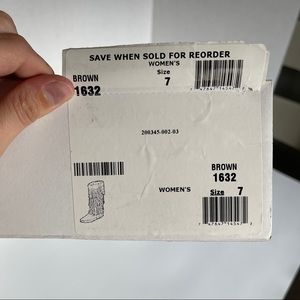 SAVE WHEN SOLD FOR REORDER
WOMEN'S
BROWN
Size
7
1632
200345-002-03
BROWN
1632
WOMEN'S
Size 7